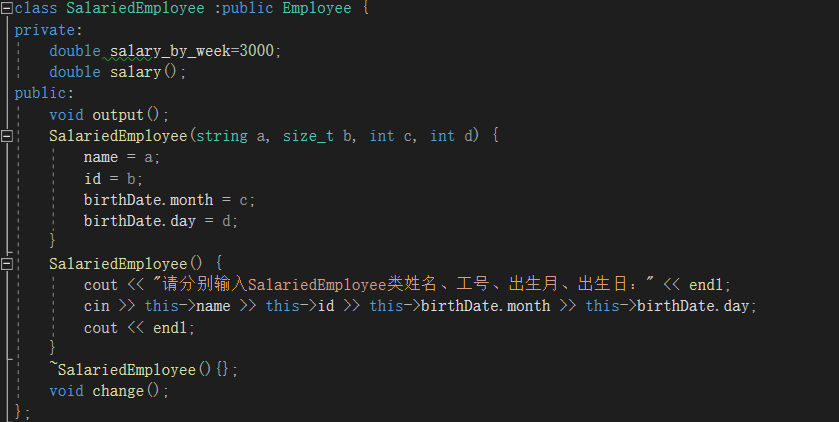 class SalariedEmployee :public Employee {
private:
    double salary_by_week=3000;
    double salary();
public:
    void output();
    SalariedEmployee(string a, size_t b, int c, int d) {
        name = a;
        id = b;
        birthDate.month = c;
        birthDate.day = d;
    }
    SalariedEmployee() {
        cout << "请分别输入SalariedEmployee类姓名、工号、出生月、出生日：" << endl;
        cin >> this->name >> this->id >> this->birthDate.month >> this->birthDate.day;
        cout << endl;
    }
    ~SalariedEmployee(){};
    void change();
};